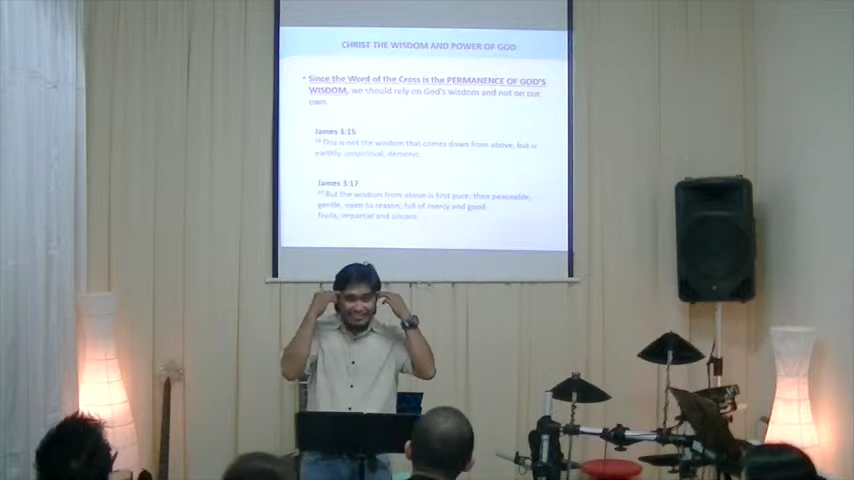 CHRIST THE WISDOM AND POWER OF GOD
• Since the Word of the Cross is the PERMANENCE OF GOD'S
WISDOM, we should rely on God's wisdom and not on our
own.
James 3:15
15 This is not the wisdom that comes down from above, but is
earthly, unspiritual, demonic.
James 3:17
17 But the wisdom from above is first pure, then peaceable,
gentle, open to reason, full of mercy and good
fruits, impartial and sincere.